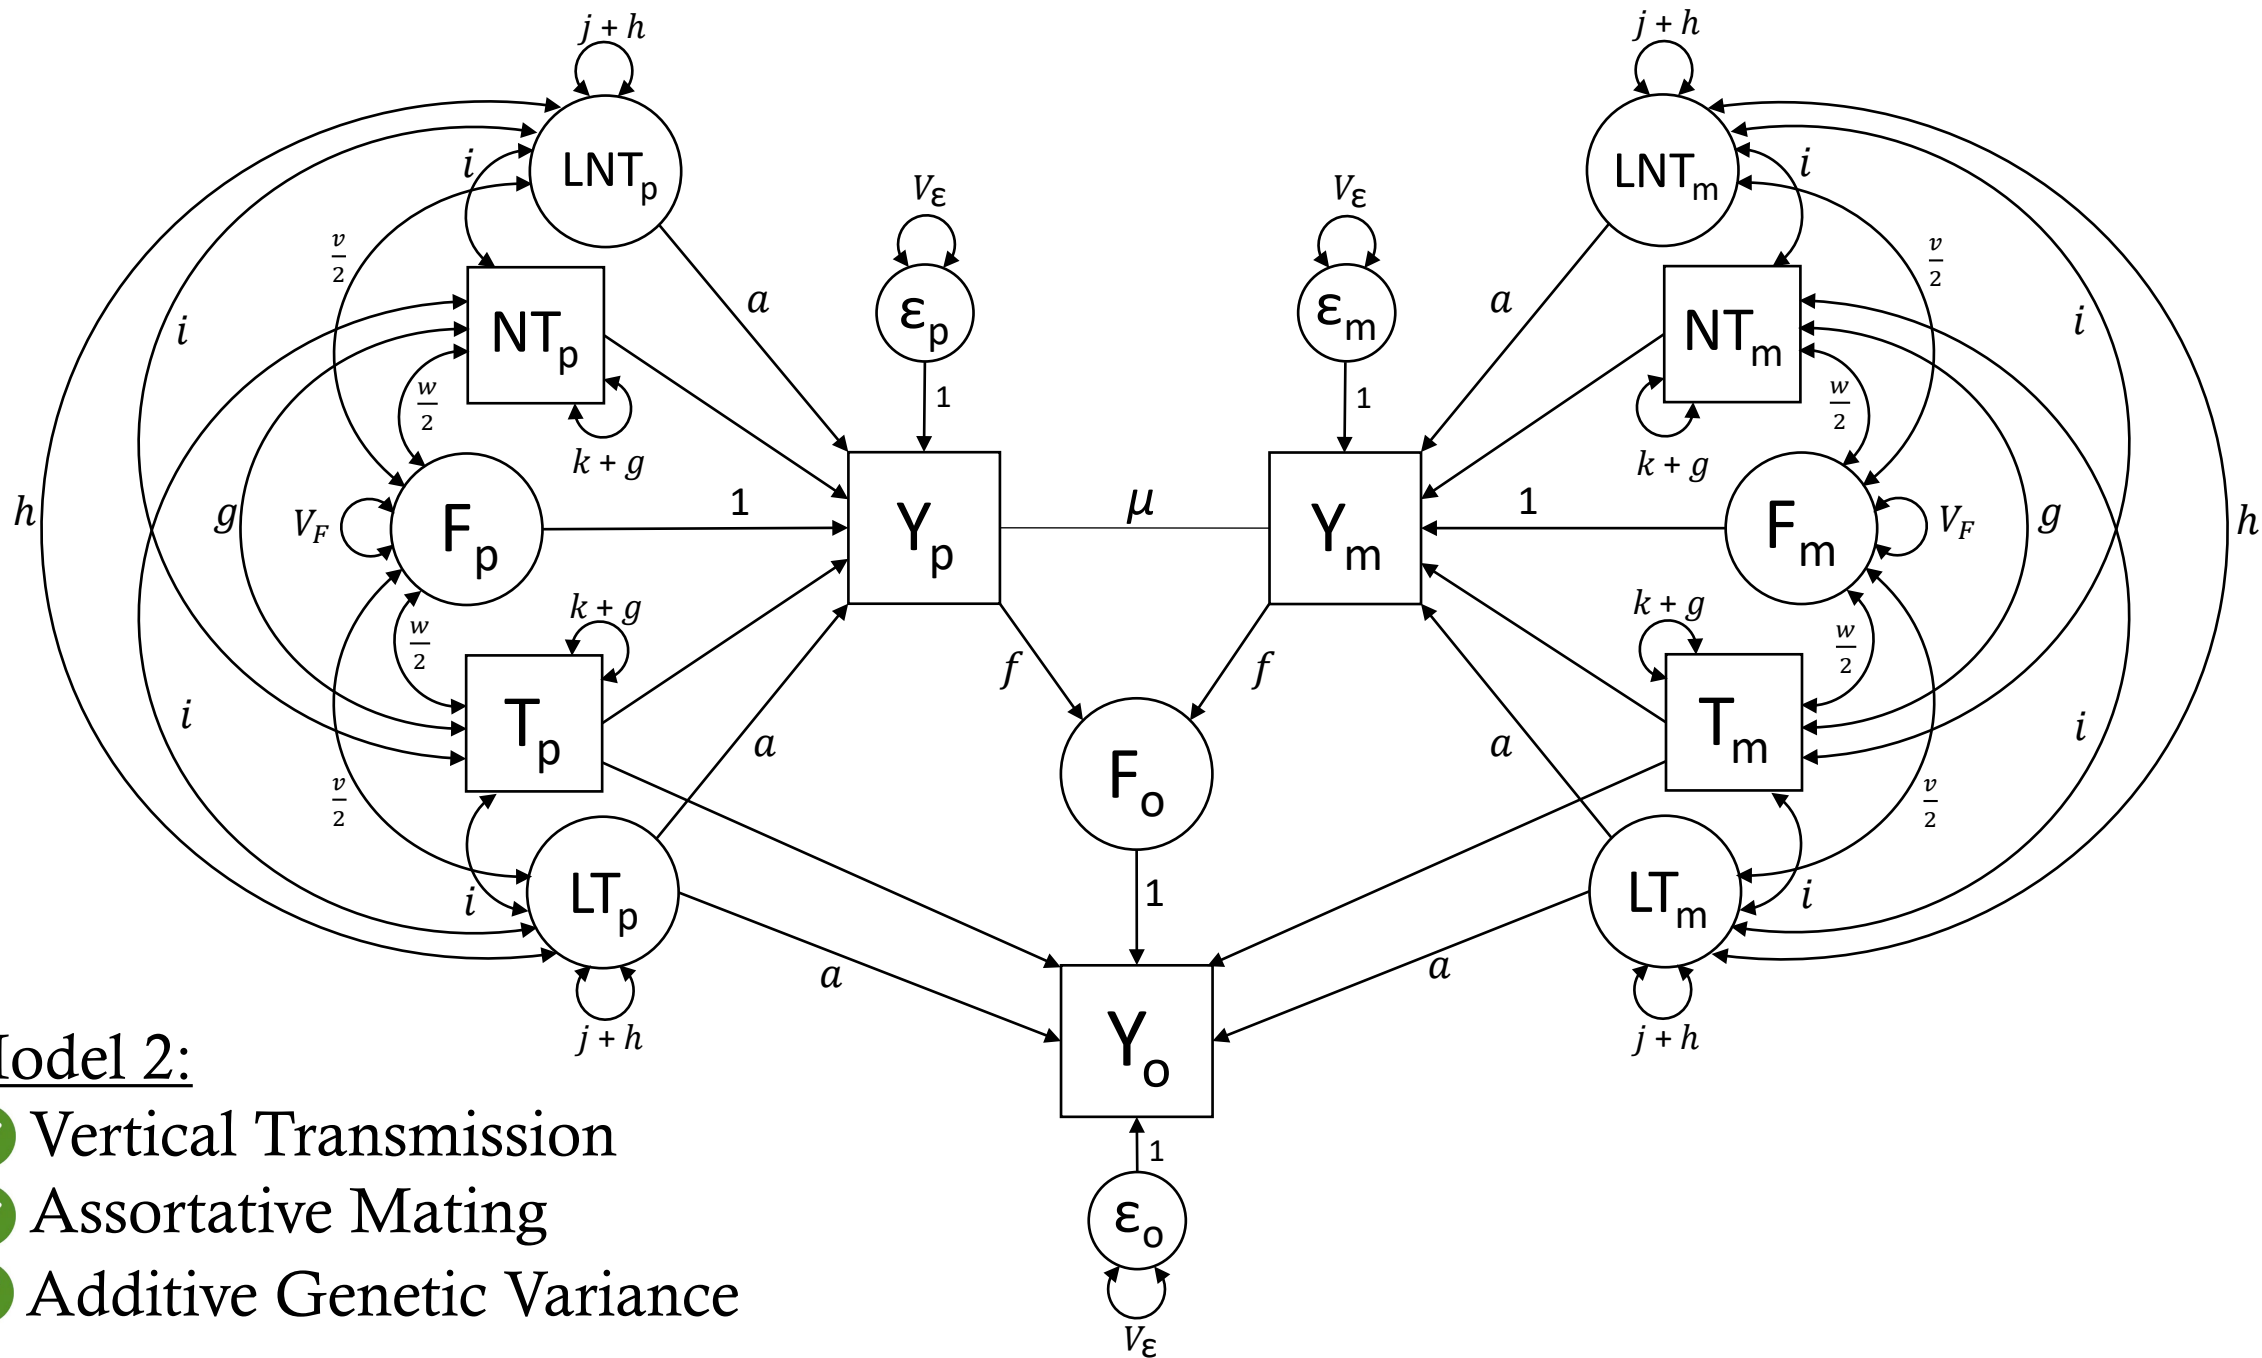 j + h
j + h
LNTp
LNTm
i
i
Vε
Vε
v/2
v/2
εp
εm
a
a
i
i
NTp
NTm
w/2
w/2
1
1
k + g
k + g
h
g
VF
Fp
1
Yp
μ
Ym
1
Fm
VF
g
h
k + g
k + g
w/2
w/2
f
f
i
i
Tp
Tm
a
a
Fo
v/2
v/2
i
i
LTp
LTm
1
a
a
j + h
j + h
Yo
odel 2:
Vertical Transmission
1
Assortative Mating
εo
Additive Genetic Variance
Vε